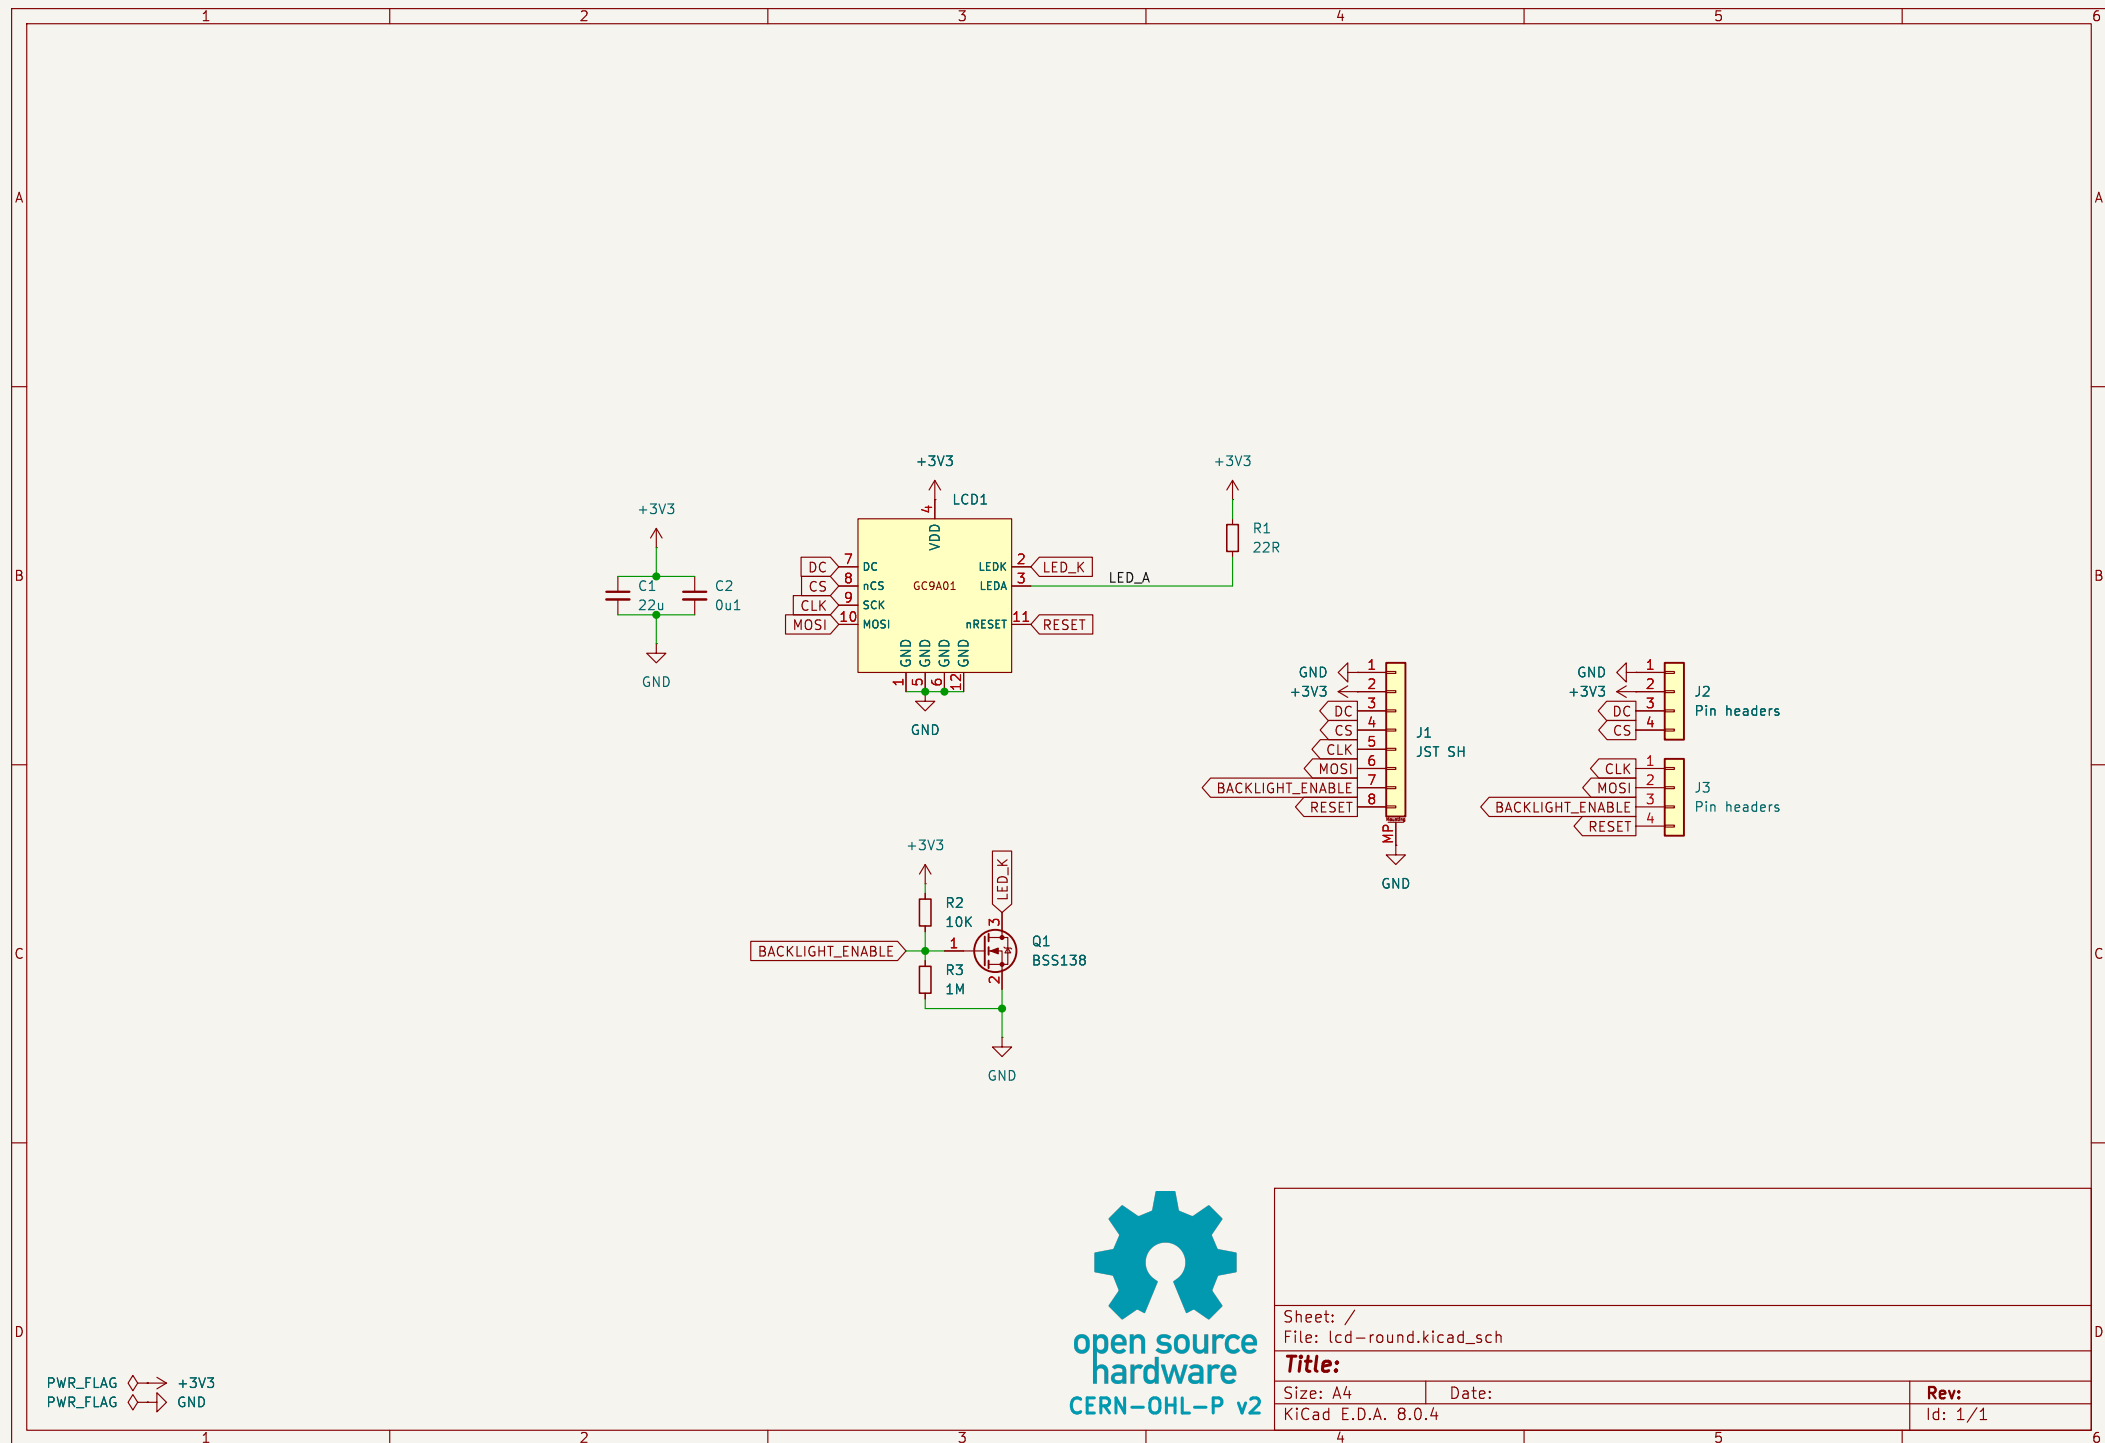 1 2 3 4 5 6
A A
B B
C C
D D
+3V3
GND
C1
22u
C2
0u1
+3V3
LCD1
4
VDD
GC9A01
DC 7 DC
CS 8 nCS
CLK 9 SCK
MOSI 10 MOSI
LEDK 2 LED_K
LEDA 3 LED_A
nRESET 11 RESET
GND GND GND GND
1 5 6 12
GND
+3V3
R1
22R
GND 1
+3V3 2
DC 3
CS 4
CLK 5
MOSI 6
BACKLIGHT_ENABLE 7
RESET 8
J1
JST SH
MP
GND
GND 1
+3V3 2
DC 3
CS 4
J2
Pin headers
CLK 1
MOSI 2
BACKLIGHT_ENABLE 3
RESET 4
J3
Pin headers
+3V3
R2
10K
BACKLIGHT_ENABLE
R3
1M
LED_K
3
1
2
Q1
BSS138
GND
PWR_FLAG +3V3
PWR_FLAG GND
open source
hardware
CERN-OHL-P v2
Sheet: /
File: lcd-round.kicad_sch
Title:
Size: A4 Date: Rev:
KiCad E.D.A. 8.0.4 Id: 1/1
1 2 3 4 5 6